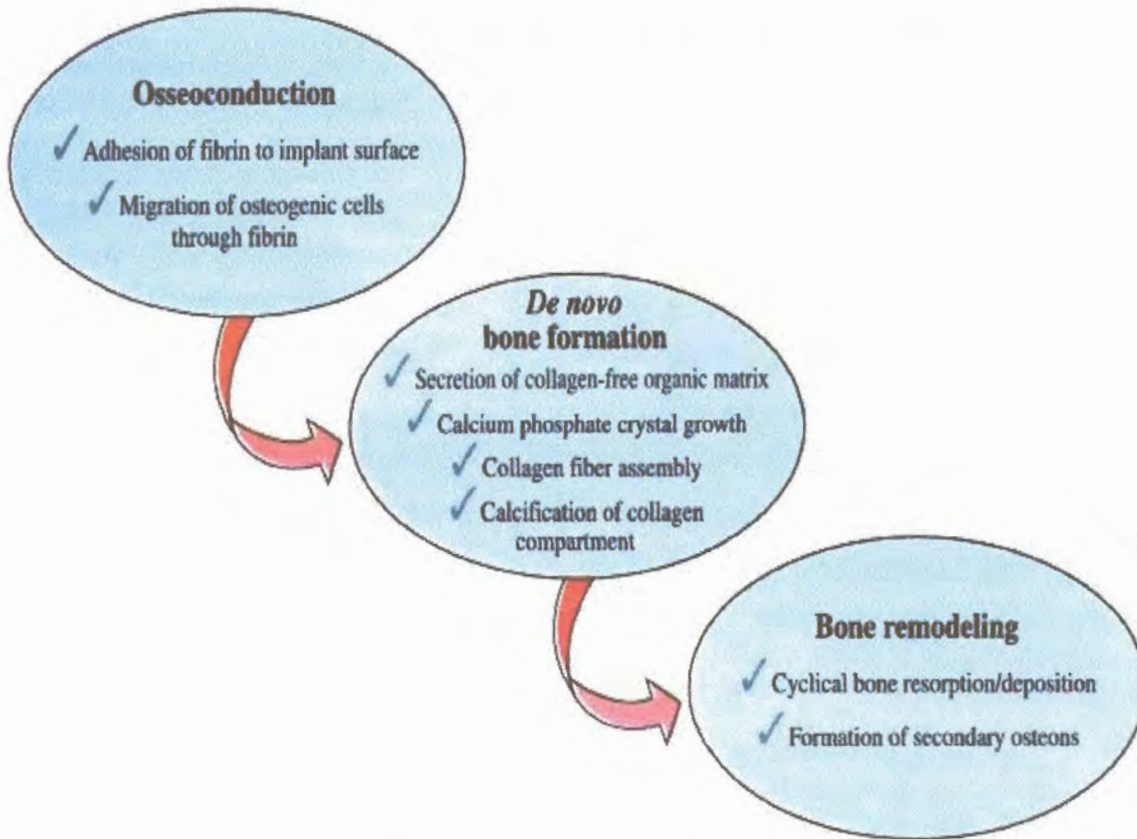 Osseoconduction
✓ Adhesion of fibrin to implant surface
✓ Migration of osteogenic cells
through fibrin
De novo
bone formation
✓ Secretion of collagen-free organic matrix
✓ Calcium phosphate crystal growth
✓ Collagen fiber assembly
✓ Calcification of collagen
compartment
Bone remodeling
✓ Cyclical bone resorption/deposition
✓ Formation of secondary osteons